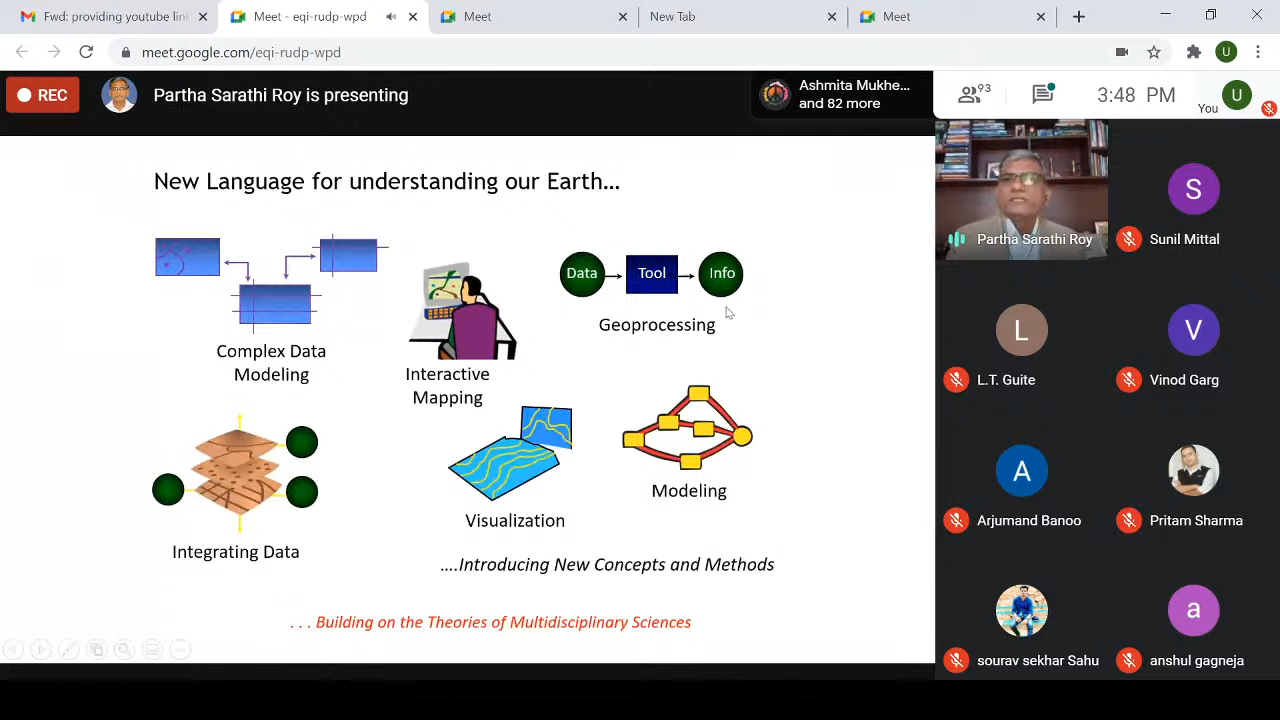 Fwd: providing youtube lin
Meet - eqi-rudp-wpd
Meet
New Tab
Meet
meet.google.com/eqi-rudp-wpd
U
REC
Partha Sarathi Roy is presenting
Ashmita Mukhe...
and 82 more
93
3:48 PM
You
U
New Language for understanding our Earth...
Complex Data
Modeling
Interactive
Mapping
Data
Tool
Info
Geoprocessing
Integrating Data
Visualization
Modeling
....Introducing New Concepts and Methods
. . . Building on the Theories of Multidisciplinary Sciences
Partha Sarathi Roy
S
Sunil Mittal
L
L.T. Guite
V
Vinod Garg
A
Arjumand Banoo
Pritam Sharma
sourav sekhar Sahu
a
anshul gagneja